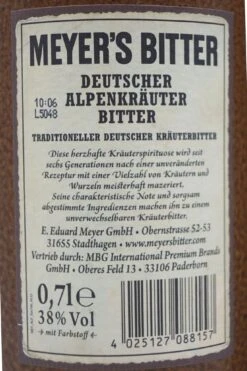 MEYER'S BITTER
DEUTSCHER
ALPENKRÄUTER
BITTER
10:06
L5048
TRADITIONELLER DEUTSCHER KRÄUTERBITTER
Diese herzhafte Kräuterspirituose wird seit
sechs Generationen nach einer unveränderten
Rezeptur mit einer Vielzahl von Kräutern und
Wurzeln meisterhaft mazeriert.
Seine charakteristische Note und sorgsam
abgestimmte Ingredienzen machen ihn zu einem
unverwechselbaren Kräuterbitter.
E. Eduard Meyer GmbH • Obernstrasse 52-53
31655 Stadthagen • www.meyersbitter.com
Vertrieb durch: MBG International Premium Brands
GmbH • Oberes Feld 13 • 33106 Paderborn
0,7l e
38% Vol
mit Farbstoff
4 025127 088157